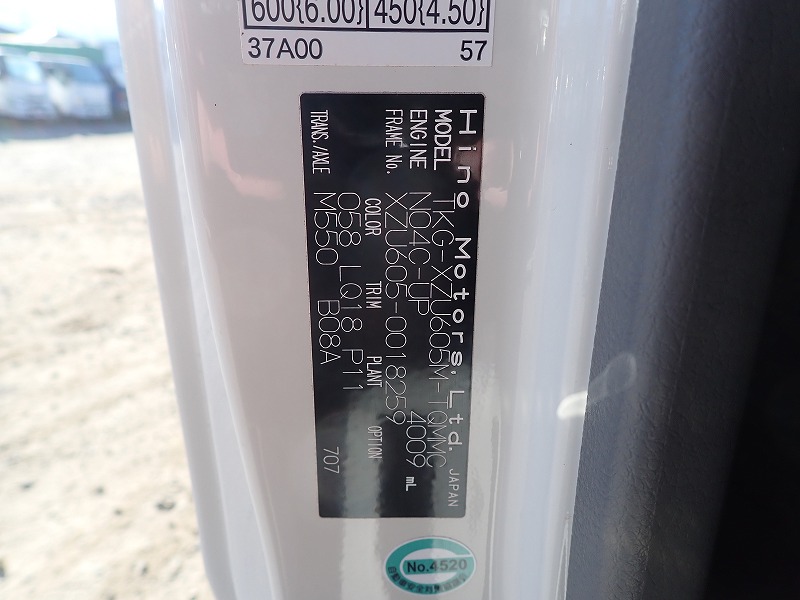 600{6.00} 450{4.50}
37A00 57
Hino Motors, Ltd. JAPAN
MODEL TKG-XZU605M-TQMMC
ENGINE N04C-UP 4009 mL
FRAME No. XZU605-0018259
COLOR TRIM PLANT OPTION
058 LQ18 P11
TRANS./AXLE M550 B08A 707
No.4520